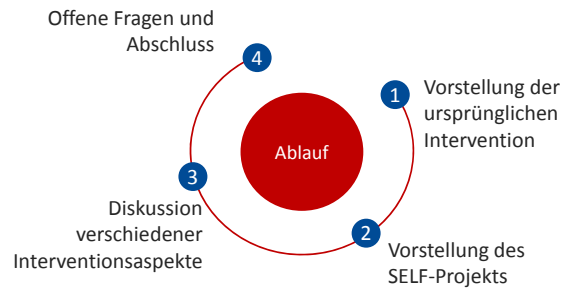 Ablauf
1
Vorstellung der
ursprünglichen
Intervention
2
Vorstellung des
SELF-Projekts
3
Diskussion
verschiedener
Interventionsaspekte
4
Offene Fragen und
Abschluss